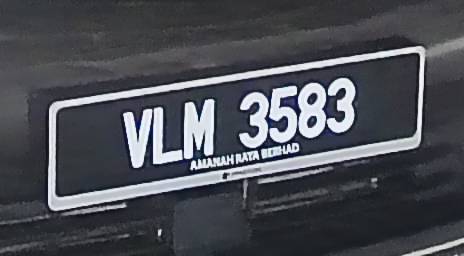 VLM 3583
AMANAH RAYA BERHAD